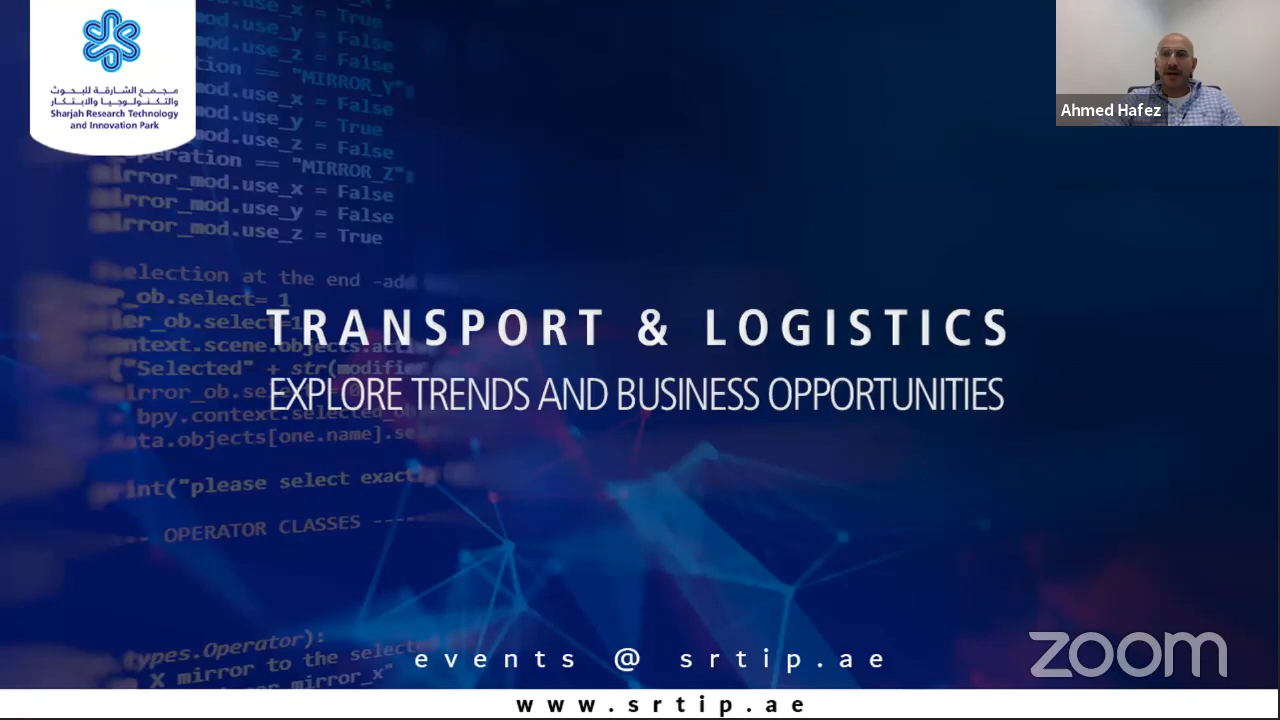 مجمع الشارقة للبحوث
والتكنولوجيا والابتكار
Sharjah Research Technology
and Innovation Park
Ahmed Hafez
TRANSPORT & LOGISTICS
EXPLORE TRENDS AND BUSINESS OPPORTUNITIES
use_x = True
mod.use_y = False
mod.use_z = False
== "MIRROR_Y":
mod.use_x = False
mod.use_y = True
mod.use_z = False
operation == "MIRROR_Z":
mirror_mod.use_x = False
mirror_mod.use_y = False
mirror_mod.use_z = True
selection at the end -add
_ob.select= 1
er_ob.select=1
context.scene.objects.acti
("Selected" + str(modifie
mirror_ob.select
bpy.context.selected_ob
data.objects[one.name].se
print("please select exactl
OPERATOR CLASSES ----
types.Operator):
X mirror to the selected
mirror_x"
events @ srtip.ae
zoom
www.srtip.ae